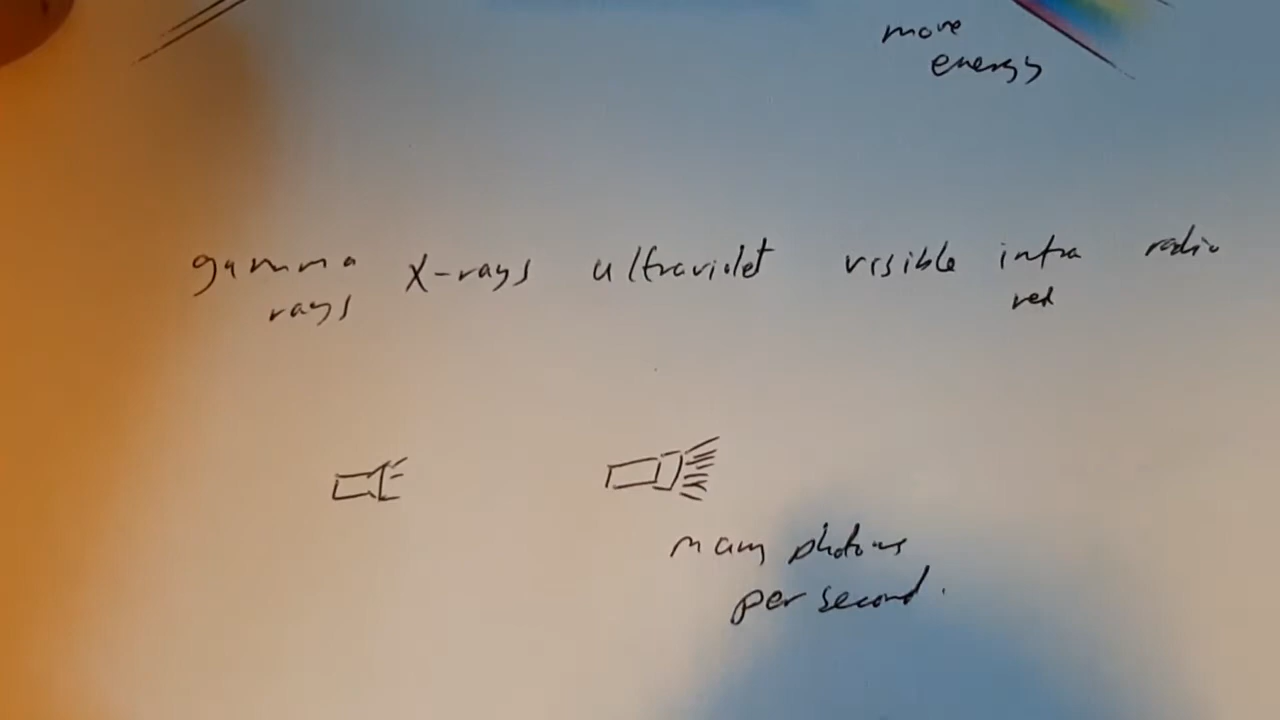 more
energy
gamma x-rays ultraviolet visible infra radio
rays red
many photons
per second.